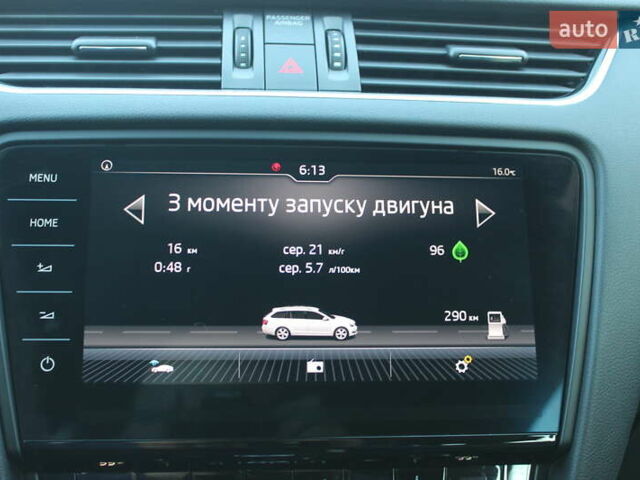 PASSENGER
AIRBAG
auto
R
MENU
HOME
6:13
16.0°C
З моменту запуску двигуна
16 км
сер. 21 км/г
96
0:48 г
сер. 5.7 л/100км
290 км